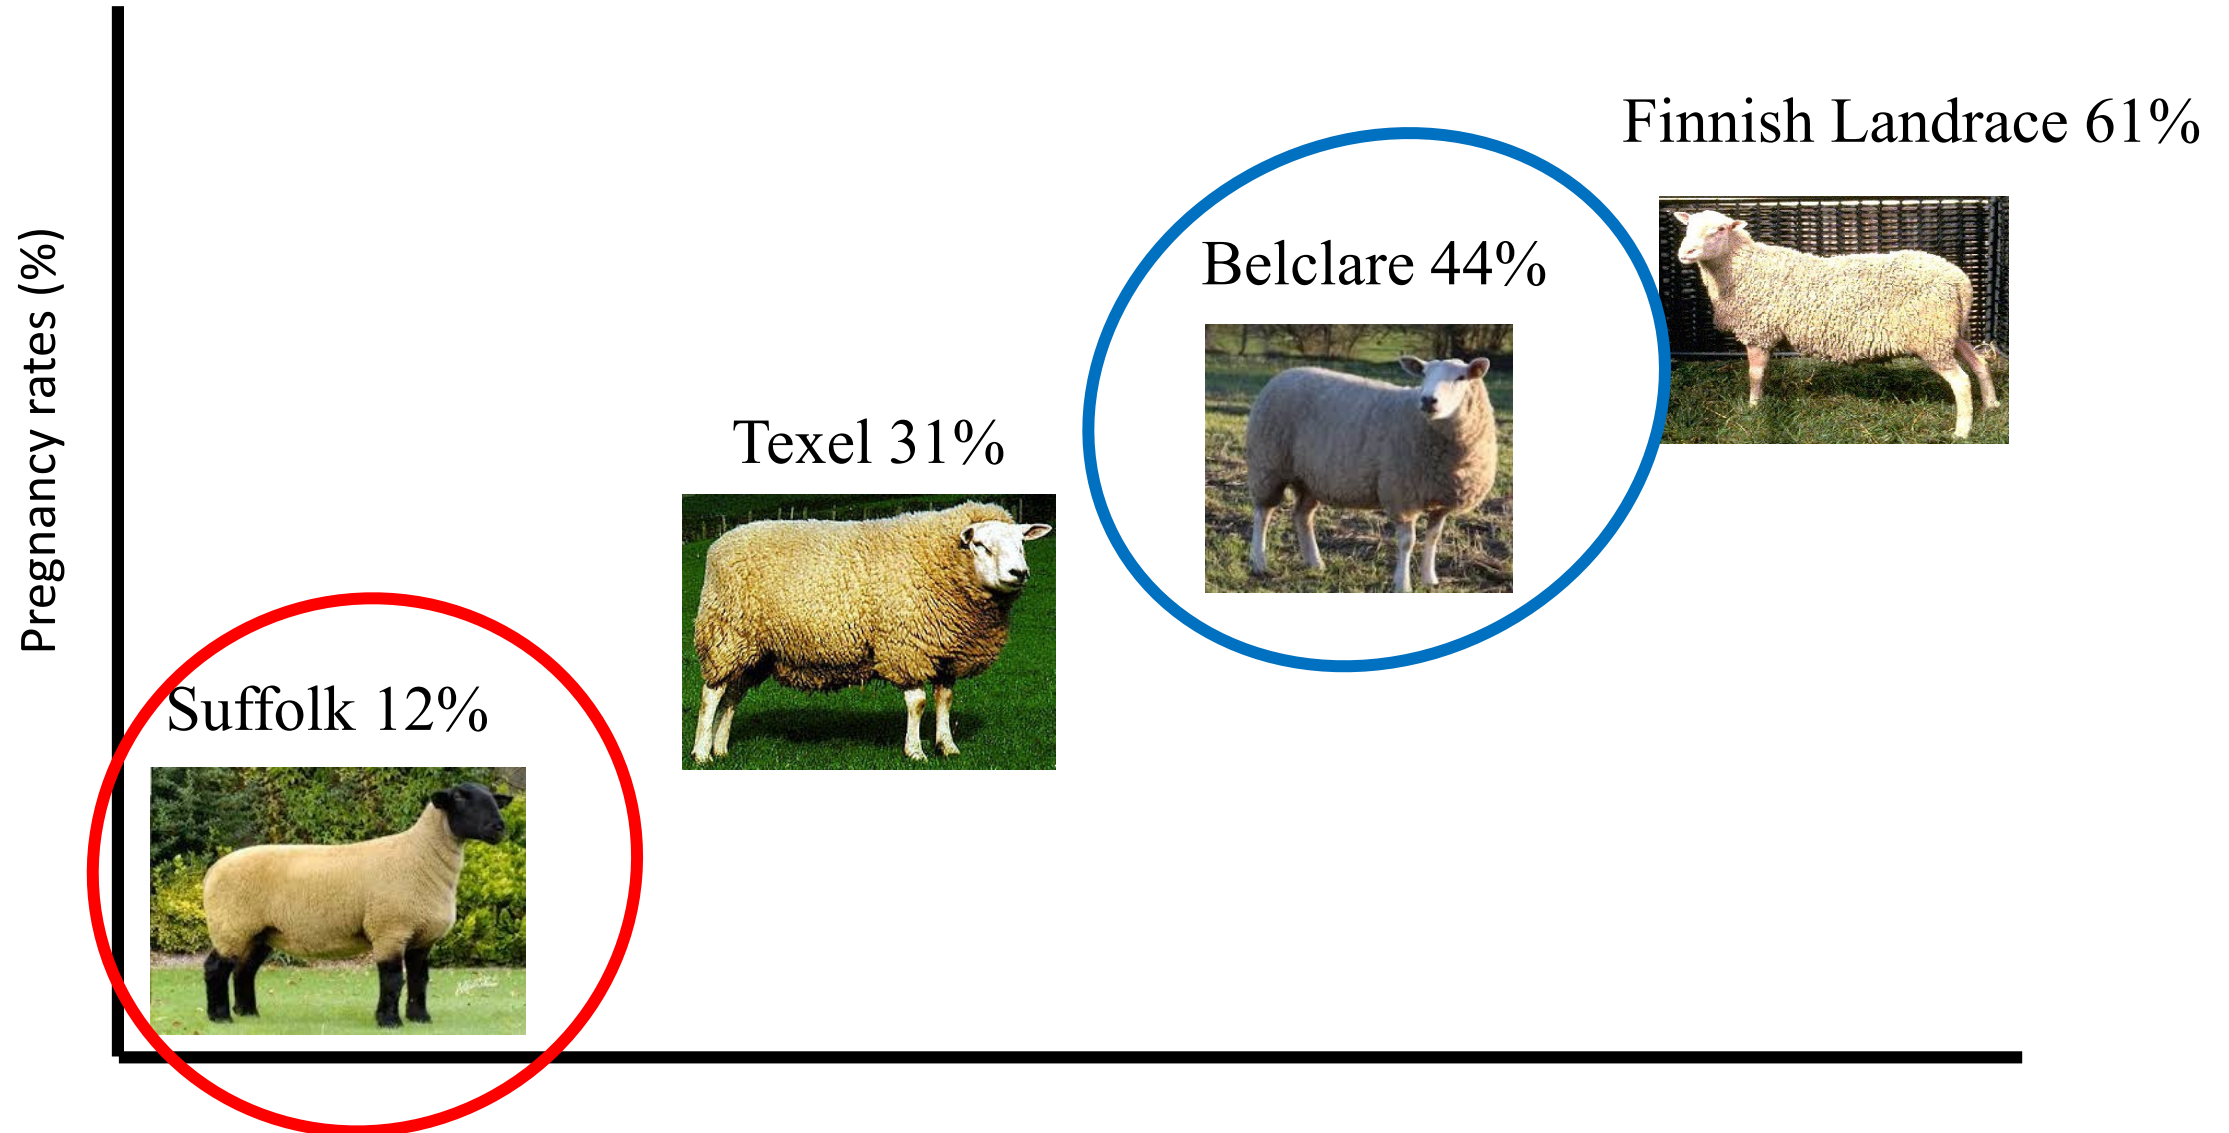 Pregnancy rates (%)
Suffolk 12%
Texel 31%
Belclare 44%
Finnish Landrace 61%